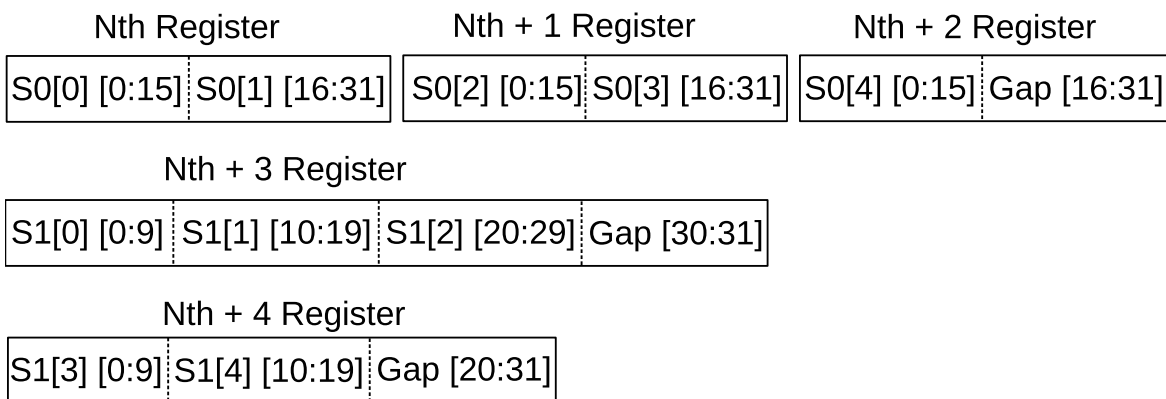 Nth Register Nth + 1 Register Nth + 2 Register
S0[0] [0:15] S0[1] [16:31] S0[2] [0:15] S0[3] [16:31] S0[4] [0:15] Gap [16:31]
Nth + 3 Register
S1[0] [0:9] S1[1] [10:19] S1[2] [20:29] Gap [30:31]
Nth + 4 Register
S1[3] [0:9] S1[4] [10:19] Gap [20:31]